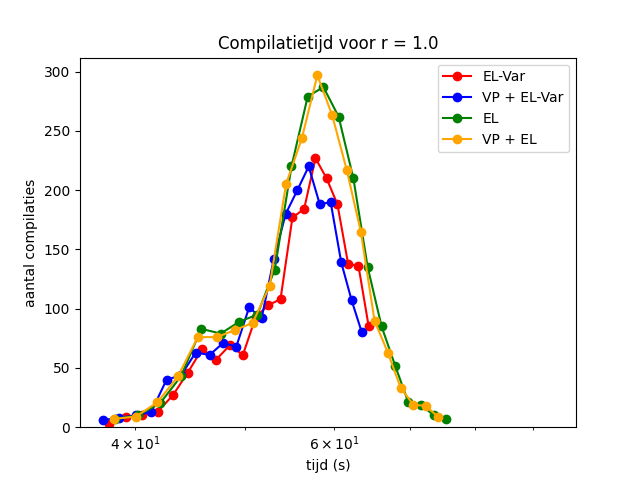 Compilatietijd voor r = 1.0
EL-Var
VP + EL-Var
EL
VP + EL
aantal compilaties
300
250
200
150
100
50
0
4 × 10¹
6 × 10¹
tijd (s)